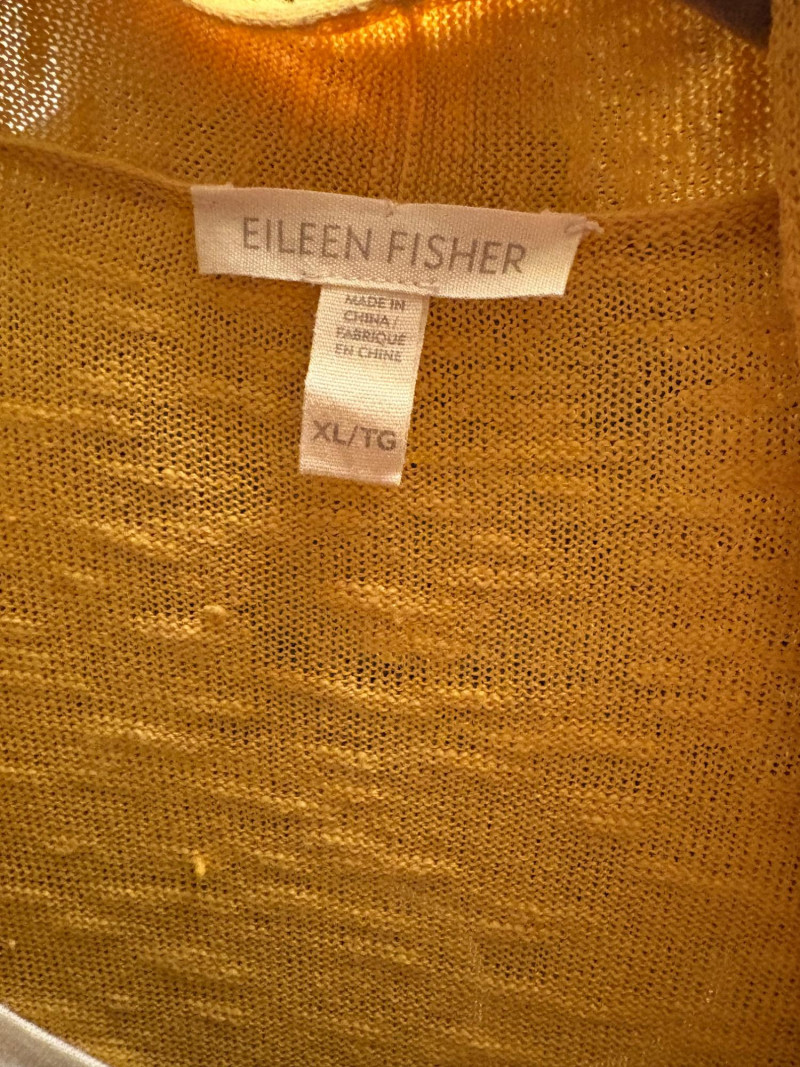 EILEEN FISHER
MADE IN
CHINA /
FABRIQUE
EN CHINE
XL/TG